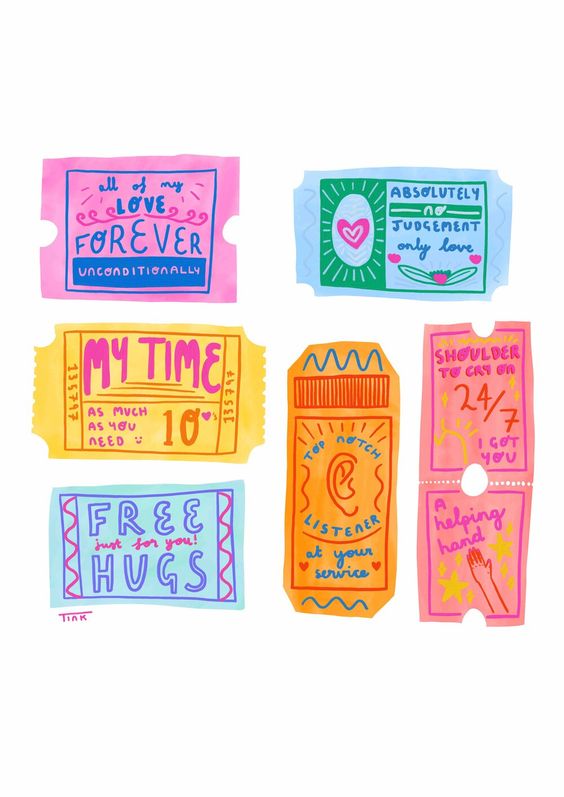 all of my
LOVE
FOREVER
UNCONDITIONALLY
ABSOLUTELY
no
JUDGEMENT
only love
135797
MY TIME
135797
AS MUCH
AS YOU
NEED
10
's
TOP NOTCH
LISTENER
at your
service
SHOULDER
TO CRY ON
24/7
I GOT
YOU
A
helping
hand
FREE
just for you!
HUGS
TINK